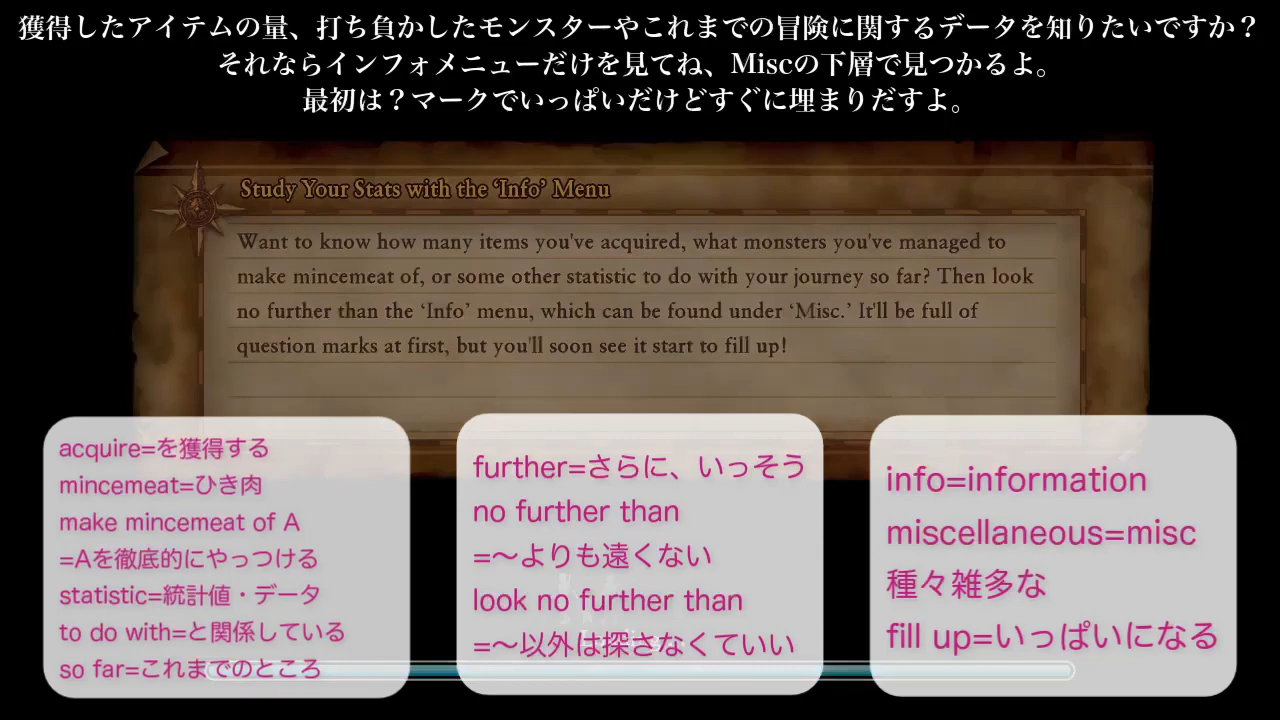 獲得したアイテムの量、打ち負かしたモンスターやこれまでの冒険に関するデータを知りたいですか？
それならインフォメニューだけを見てね、Miscの下層で見つかるよ。
最初は？マークでいっぱいだけどすぐに埋まりだすよ。
Study Your Stats with the ‘Info’ Menu
Want to know how many items you've acquired, what monsters you've managed to
make mincemeat of, or some other statistic to do with your journey so far? Then look
no further than the ‘Info’ menu, which can be found under ‘Misc.’ It'll be full of
question marks at first, but you'll soon see it start to fill up!
acquire=を獲得する
mincemeat=ひき肉
make mincemeat of A
=Aを徹底的にやっつける
statistic=統計値・データ
to do with=と関係している
so far=これまでのところ
further=さらに、いっそう
no further than
=〜よりも遠くない
look no further than
=〜以外は探さなくていい
info=information
miscellaneous=misc
種々雑多な
fill up=いっぱいになる